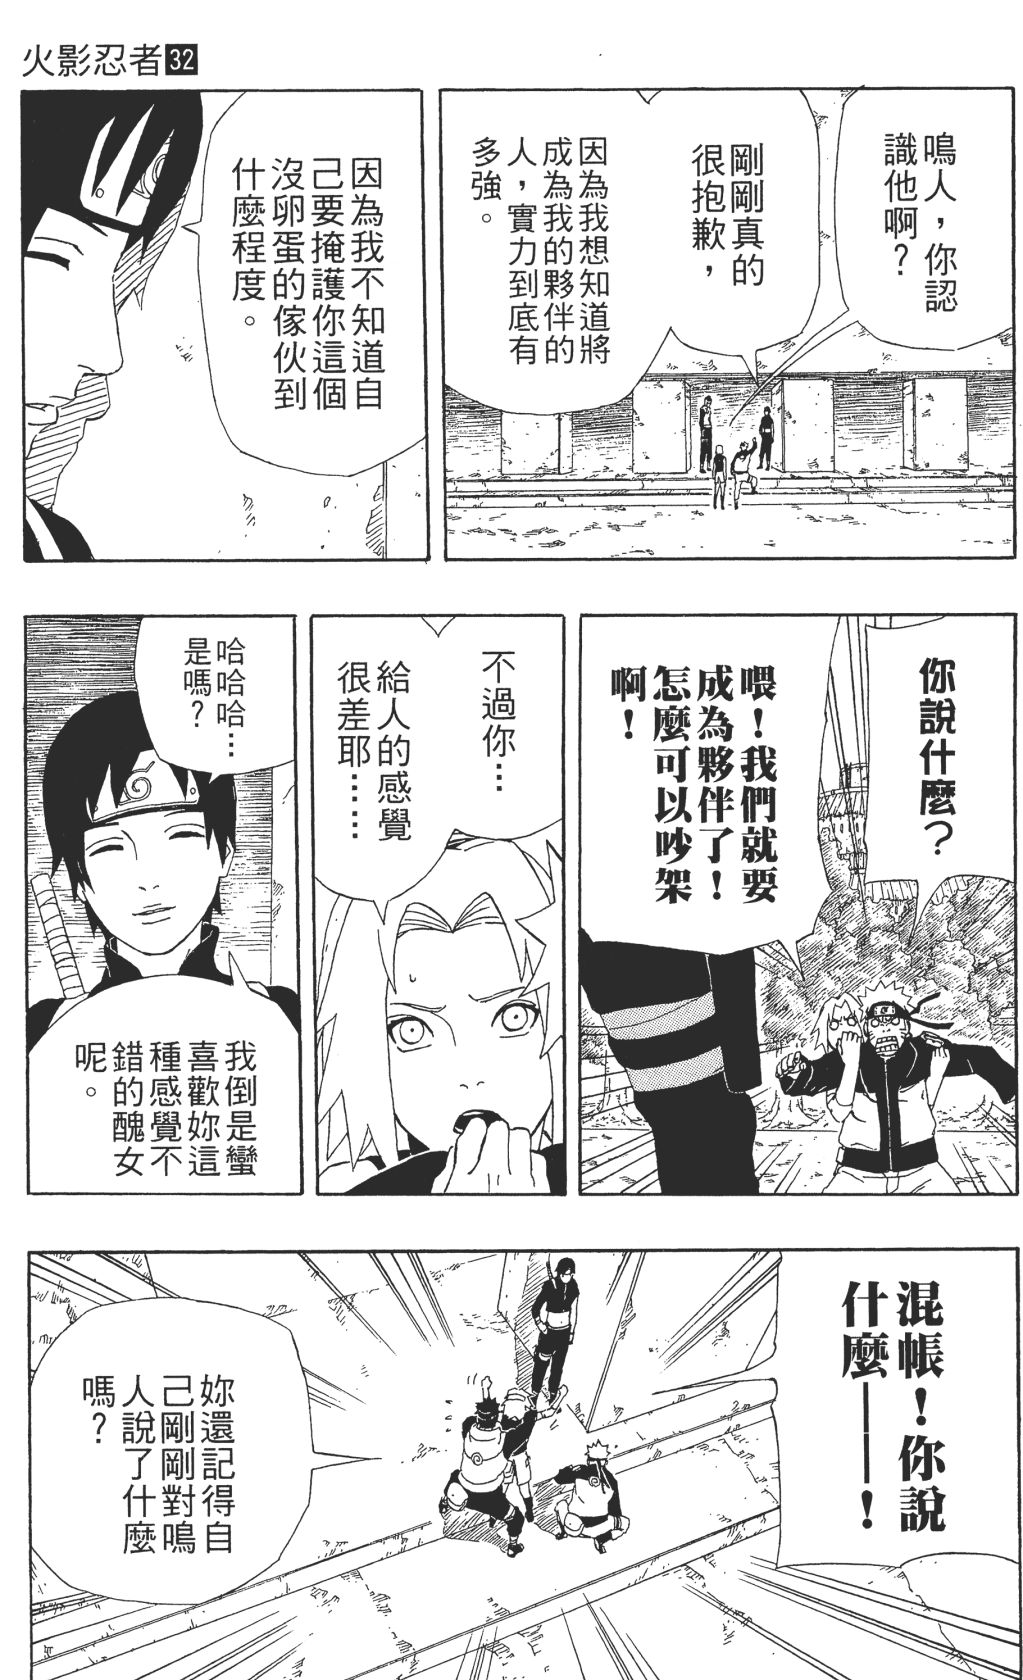 火影忍者32
鳴人，你認
識他啊？
剛剛真的
很抱歉，
因為我想知道將
成為我的夥伴的
人，實力到底有
多強。
因為我不知道自
己要掩護你這個
沒卵蛋的傢伙到
什麼程度。
你說什麼？
喂！我們就要
成為夥伴了！
怎麼可以吵架
啊！
不過你⋯
給人的感覺
很差耶⋯⋯
哈哈哈⋯
是嗎？
我倒是蠻
喜歡妳這
種感覺不
錯的醜女
呢。
混帳！你說
什麼——！
妳還記得自
己剛剛對鳴
人說了什麼
嗎？